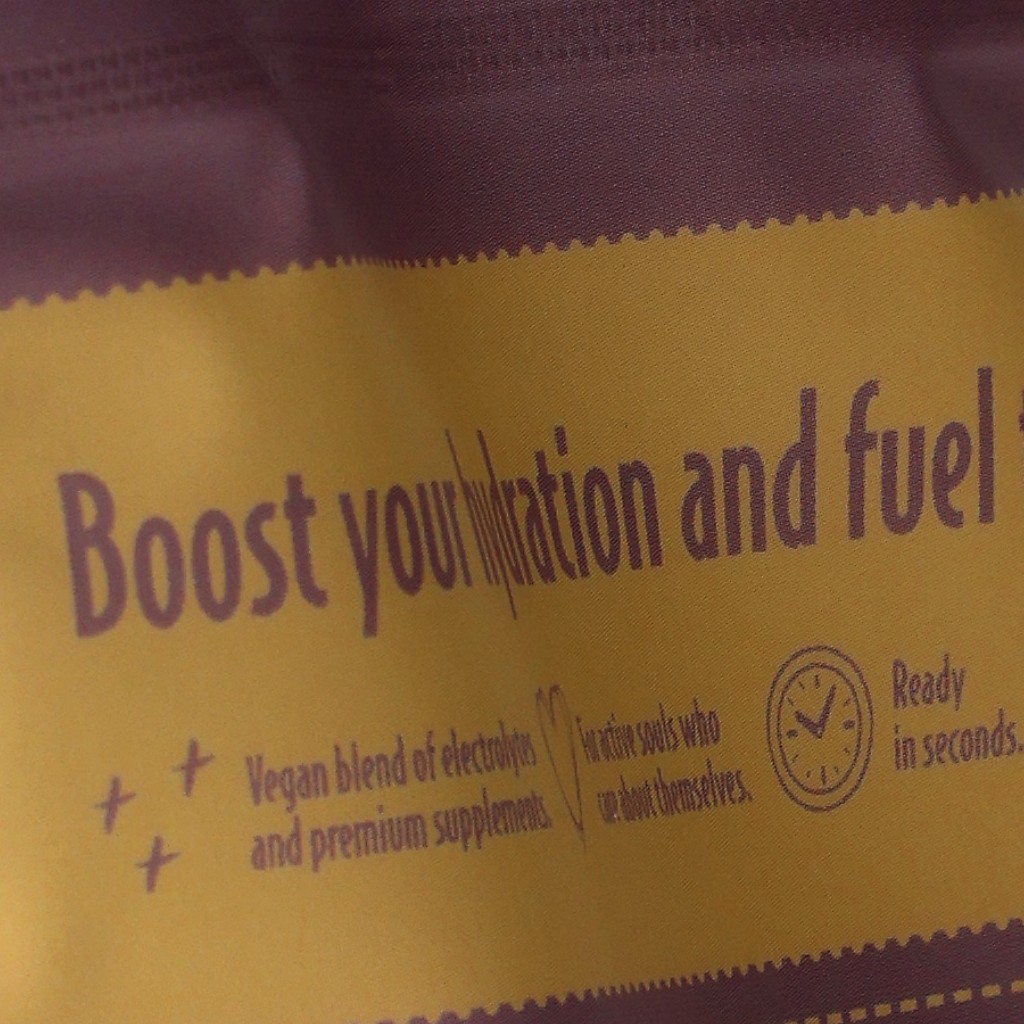 Boost your hydration and fuel
Vegan blend of electrolytes
and premium supplements.
For active souls who
care about themselves.
Ready
in seconds.